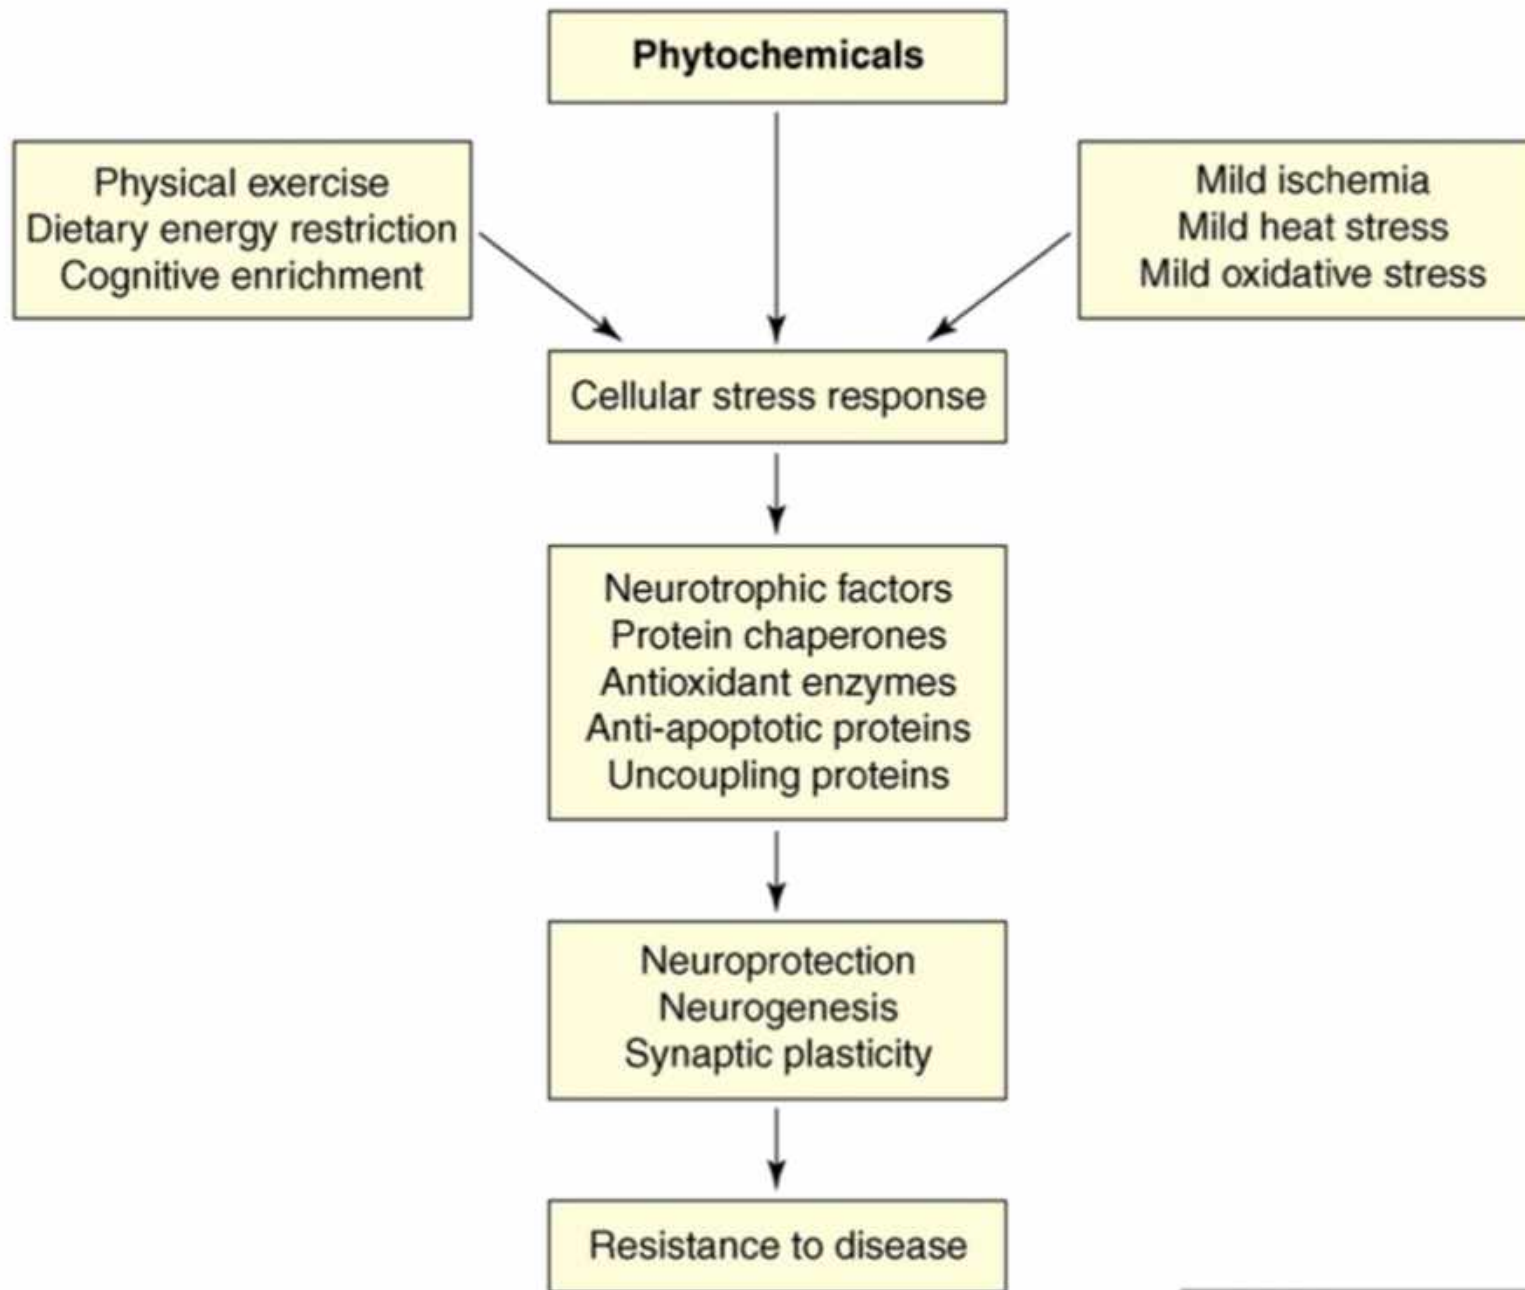 Phytochemicals
Physical exercise
Dietary energy restriction
Cognitive enrichment
Mild ischemia
Mild heat stress
Mild oxidative stress
Cellular stress response
Neurotrophic factors
Protein chaperones
Antioxidant enzymes
Anti-apoptotic proteins
Uncoupling proteins
Neuroprotection
Neurogenesis
Synaptic plasticity
Resistance to disease